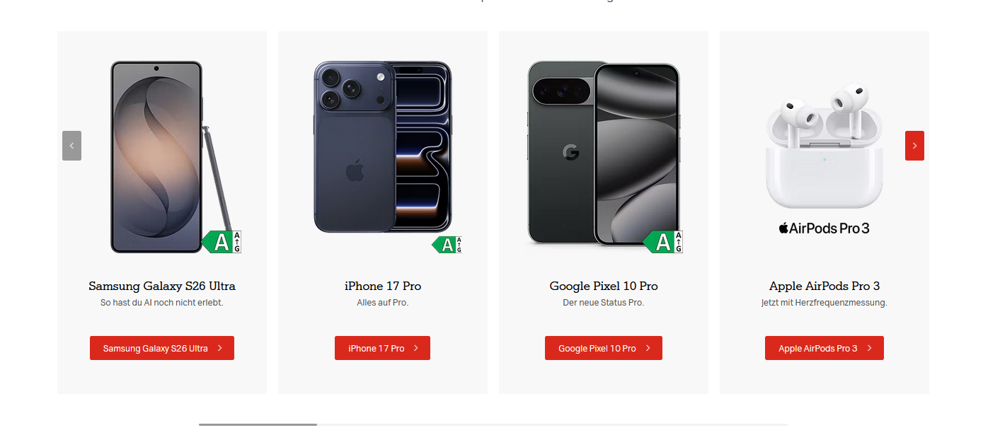 A
A
G
Samsung Galaxy S26 Ultra
So hast du AI noch nicht erlebt.
Samsung Galaxy S26 Ultra
A
A
G
iPhone 17 Pro
Alles auf Pro.
iPhone 17 Pro
G
A
A
G
Google Pixel 10 Pro
Der neue Status Pro.
Google Pixel 10 Pro
AirPods Pro 3
Apple AirPods Pro 3
Jetzt mit Herzfrequenzmessung.
Apple AirPods Pro 3